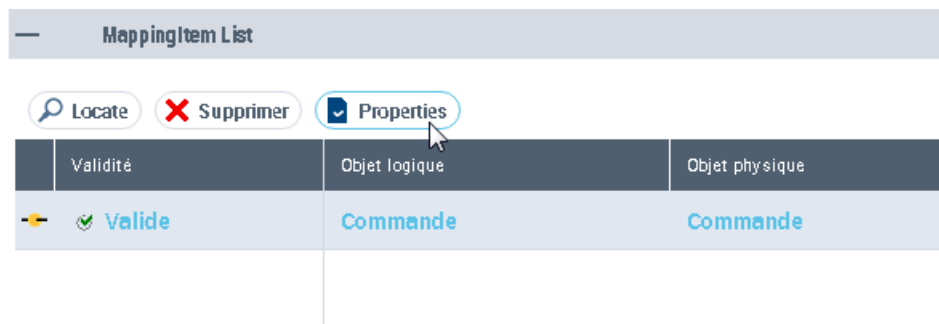 MappingItem List
Locate Supprimer Properties
Validité Objet logique Objet physique
Valide Commande Commande